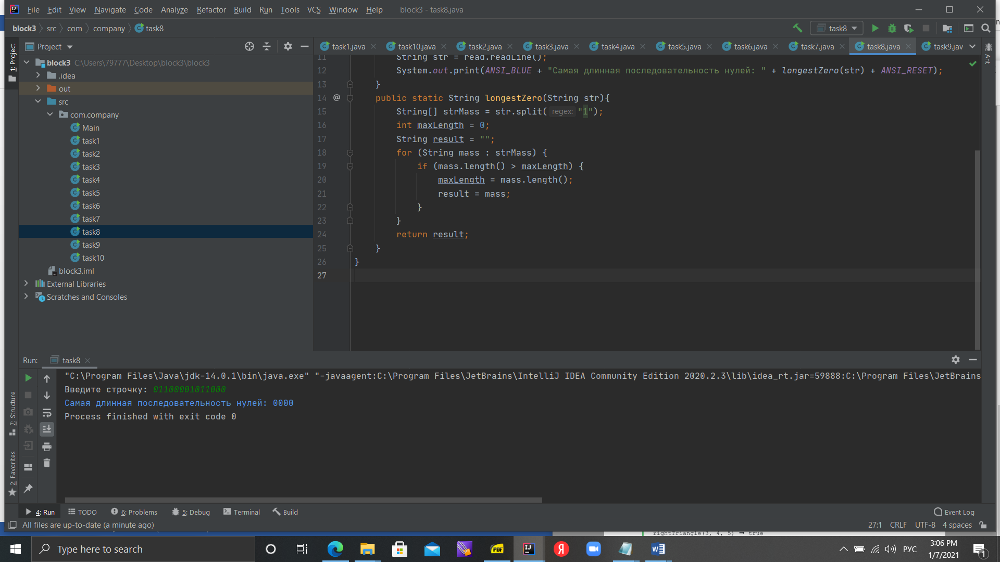 File Edit View Navigate Code Analyze Refactor Build Run Tools VCS Window Help block3 - task8.java
block3 src com company task8
task8
Project
task1.java task10.java task2.java task3.java task4.java task5.java task6.java task7.java task8.java task9.jav
1: Project
Ant
block3 C:\Users\79777\Desktop\block3\block3
.idea
out
src
com.company
Main
task1
task2
task3
task4
task5
task6
task7
task8
task9
task10
block3.iml
External Libraries
Scratches and Consoles
11 String str = read.readLine();
12 System.out.print(ANSI_BLUE + "Самая длинная последовательность нулей: " + longestZero(str) + ANSI_RESET);
13 }
14 @ public static String longestZero(String str){
15 String[] strMass = str.split( regex: "1");
16 int maxLength = 0;
17 String result = "";
18 for (String mass : strMass) {
19 if (mass.length() > maxLength) {
20 maxLength = mass.length();
21 result = mass;
22 }
23 }
24 return result;
25 }
26 }
27
Run: task8
"C:\Program Files\Java\jdk-14.0.1\bin\java.exe" "-javaagent:C:\Program Files\JetBrains\IntelliJ IDEA Community Edition 2020.2.3\lib\idea_rt.jar=59888:C:\Program Files\JetBrains
Введите строчку: 01100001011000
Самая длинная последовательность нулей: 0000
Process finished with exit code 0
7: Structure
2: Favorites
4: Run TODO 6: Problems 5: Debug Terminal Build Event Log
All files are up-to-date (a minute ago) 27:1 CRLF UTF-8 4 spaces
rightTriangle(3, 4, 5) → true
Type here to search
PDF
IJ
Я
W
РУС
3:06 PM
1/7/2021
1